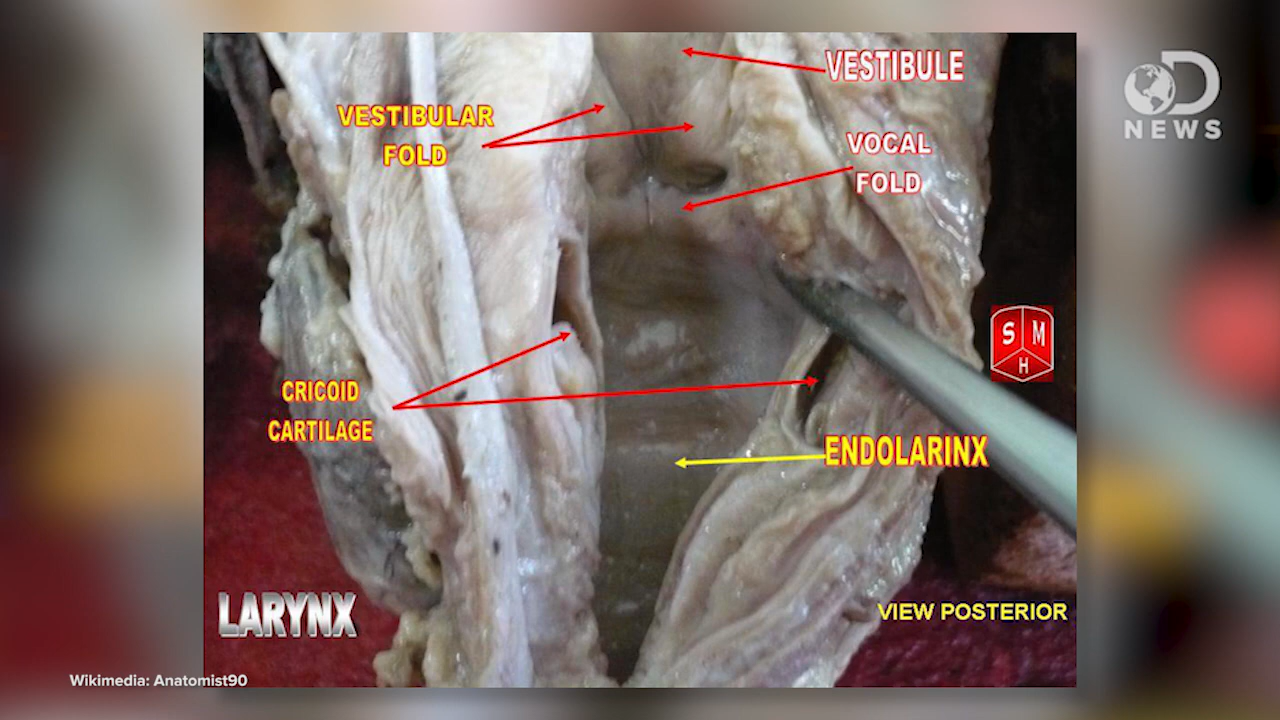 VESTIBULE
VESTIBULAR
FOLD
VOCAL
FOLD
D
NEWS
S M
H
CRICOID
CARTILAGE
ENDOLARINX
LARYNX
VIEW POSTERIOR
Wikimedia: Anatomist90